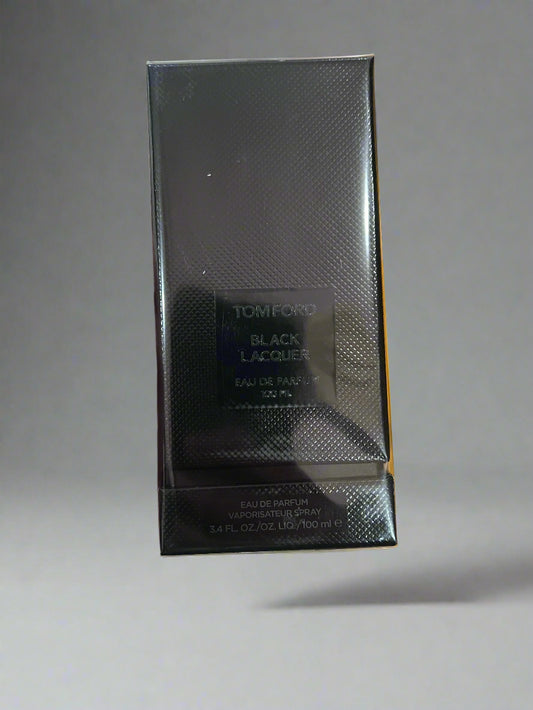 TOM FORD
BLACK
LACQUER
EAU DE PARFUM
100 ML
EAU DE PARFUM
VAPORISATEUR SPRAY
3.4 FL. OZ./OZ. LIQ./100 ml ℮